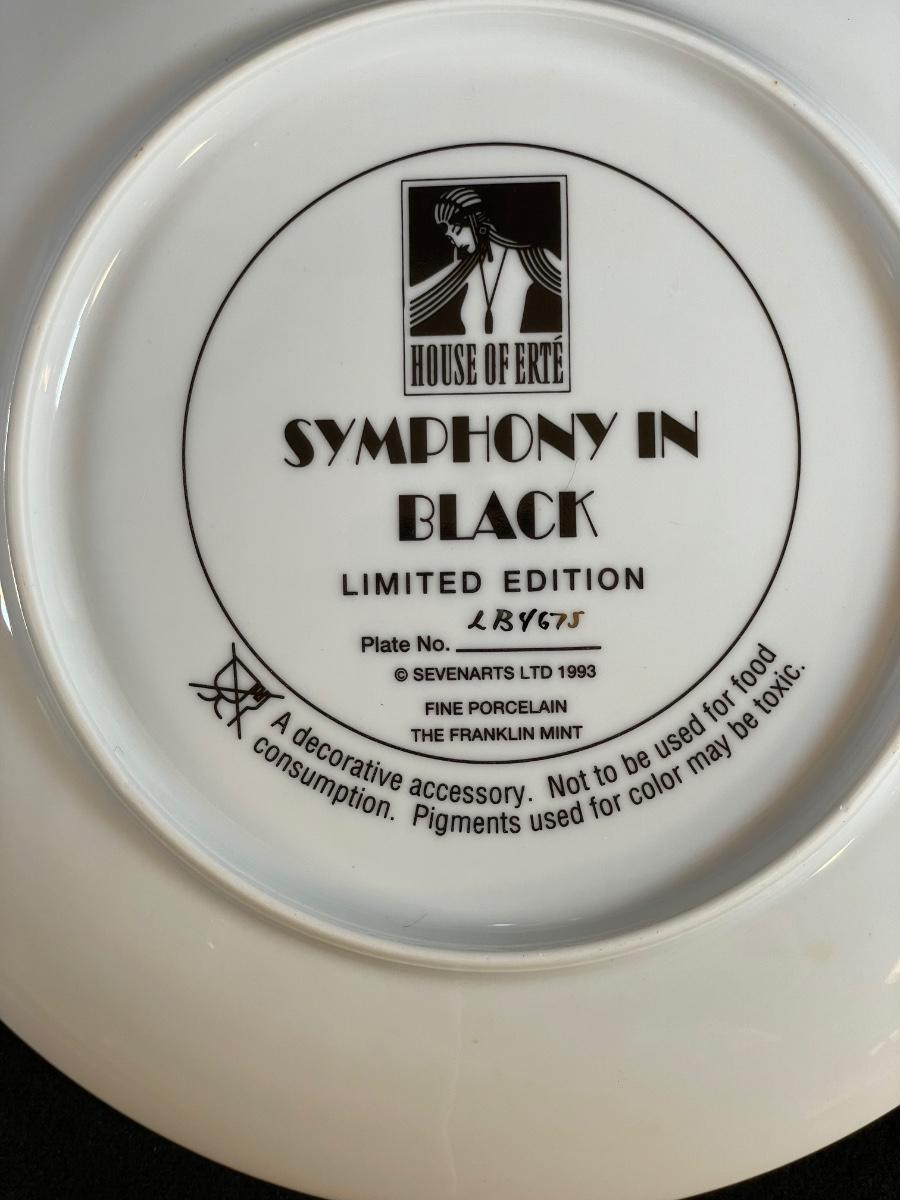 HOUSE OF ERTÉ
SYMPHONY IN
BLACK
LIMITED EDITION
Plate No. LB4675
© SEVENARTS LTD 1993
FINE PORCELAIN
THE FRANKLIN MINT
A decorative accessory. Not to be used for food
consumption. Pigments used for color may be toxic.